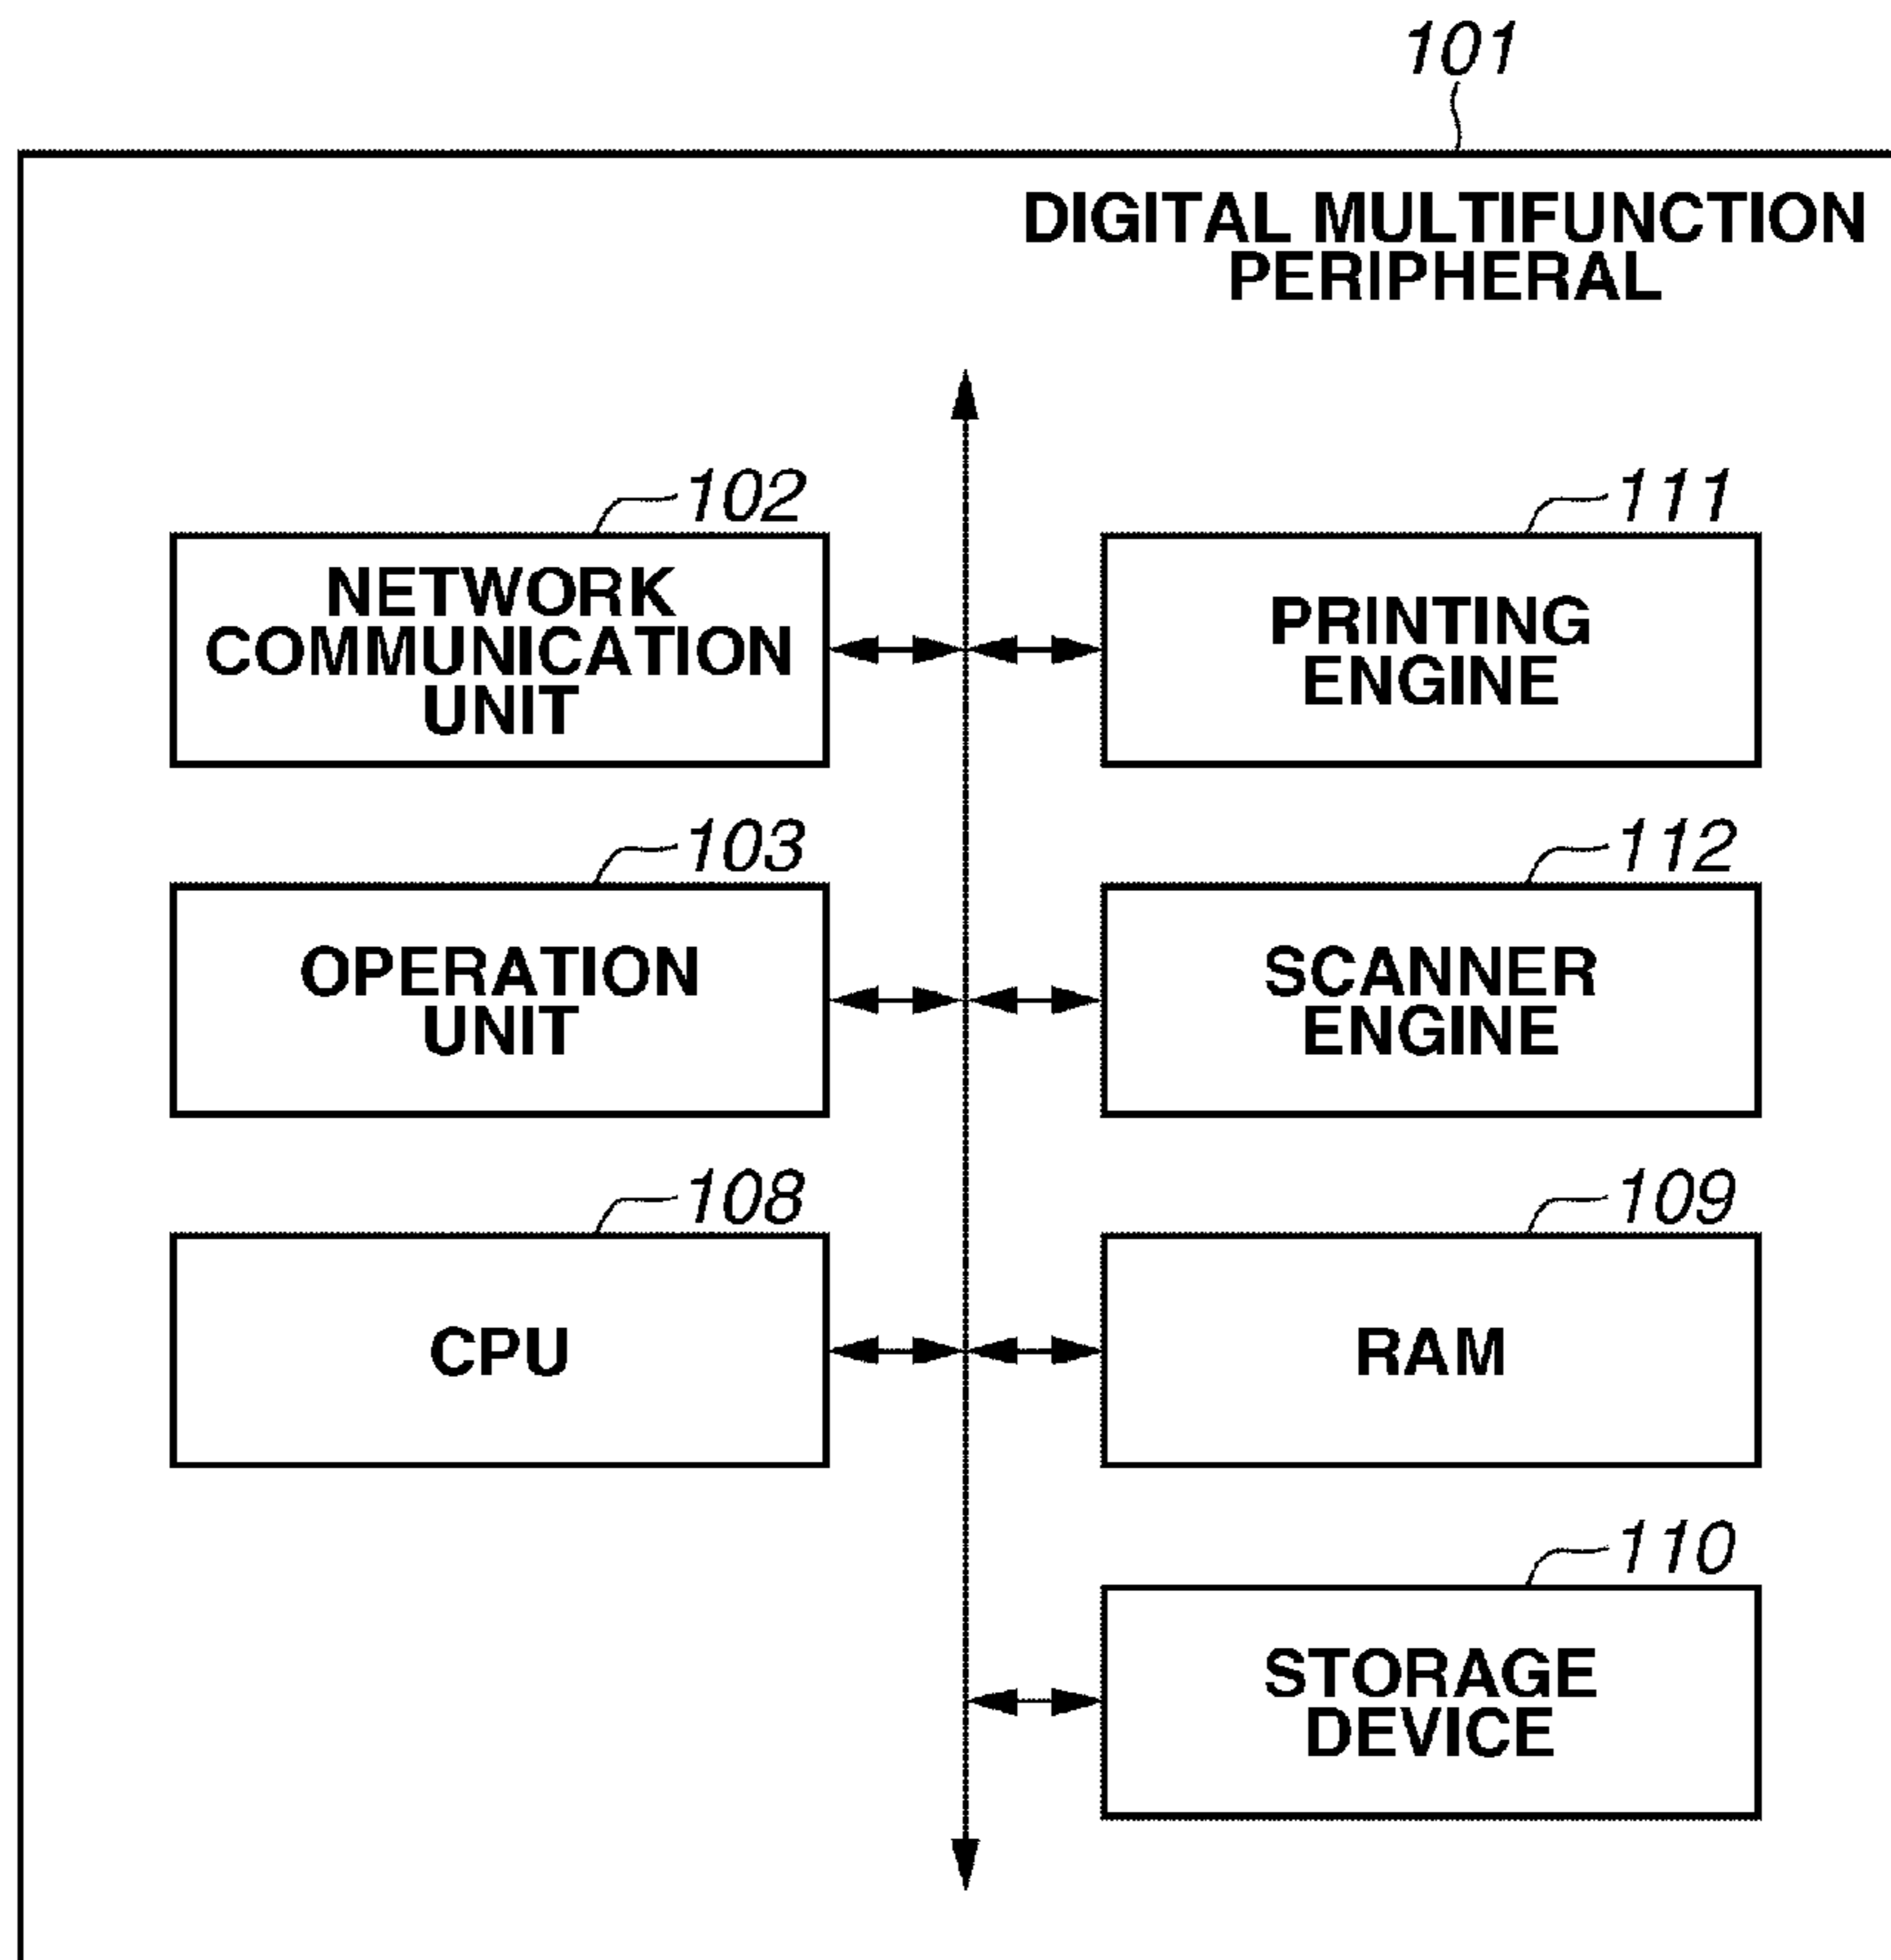 101
DIGITAL MULTIFUNCTION
PERIPHERAL
102
NETWORK
COMMUNICATION
UNIT
111
PRINTING
ENGINE
103
OPERATION
UNIT
112
SCANNER
ENGINE
108
CPU
109
RAM
110
STORAGE
DEVICE